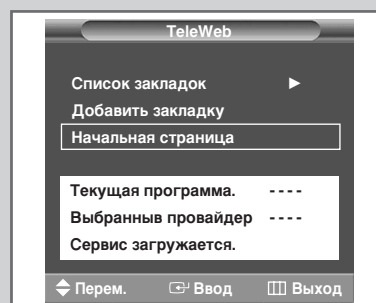 TeleWeb
Список закладок ►
Добавить закладку
Начальная страница
Текущая программа. ----
Выбранныв провайдер ----
Сервис загружается.
Перем. Ввод Выход